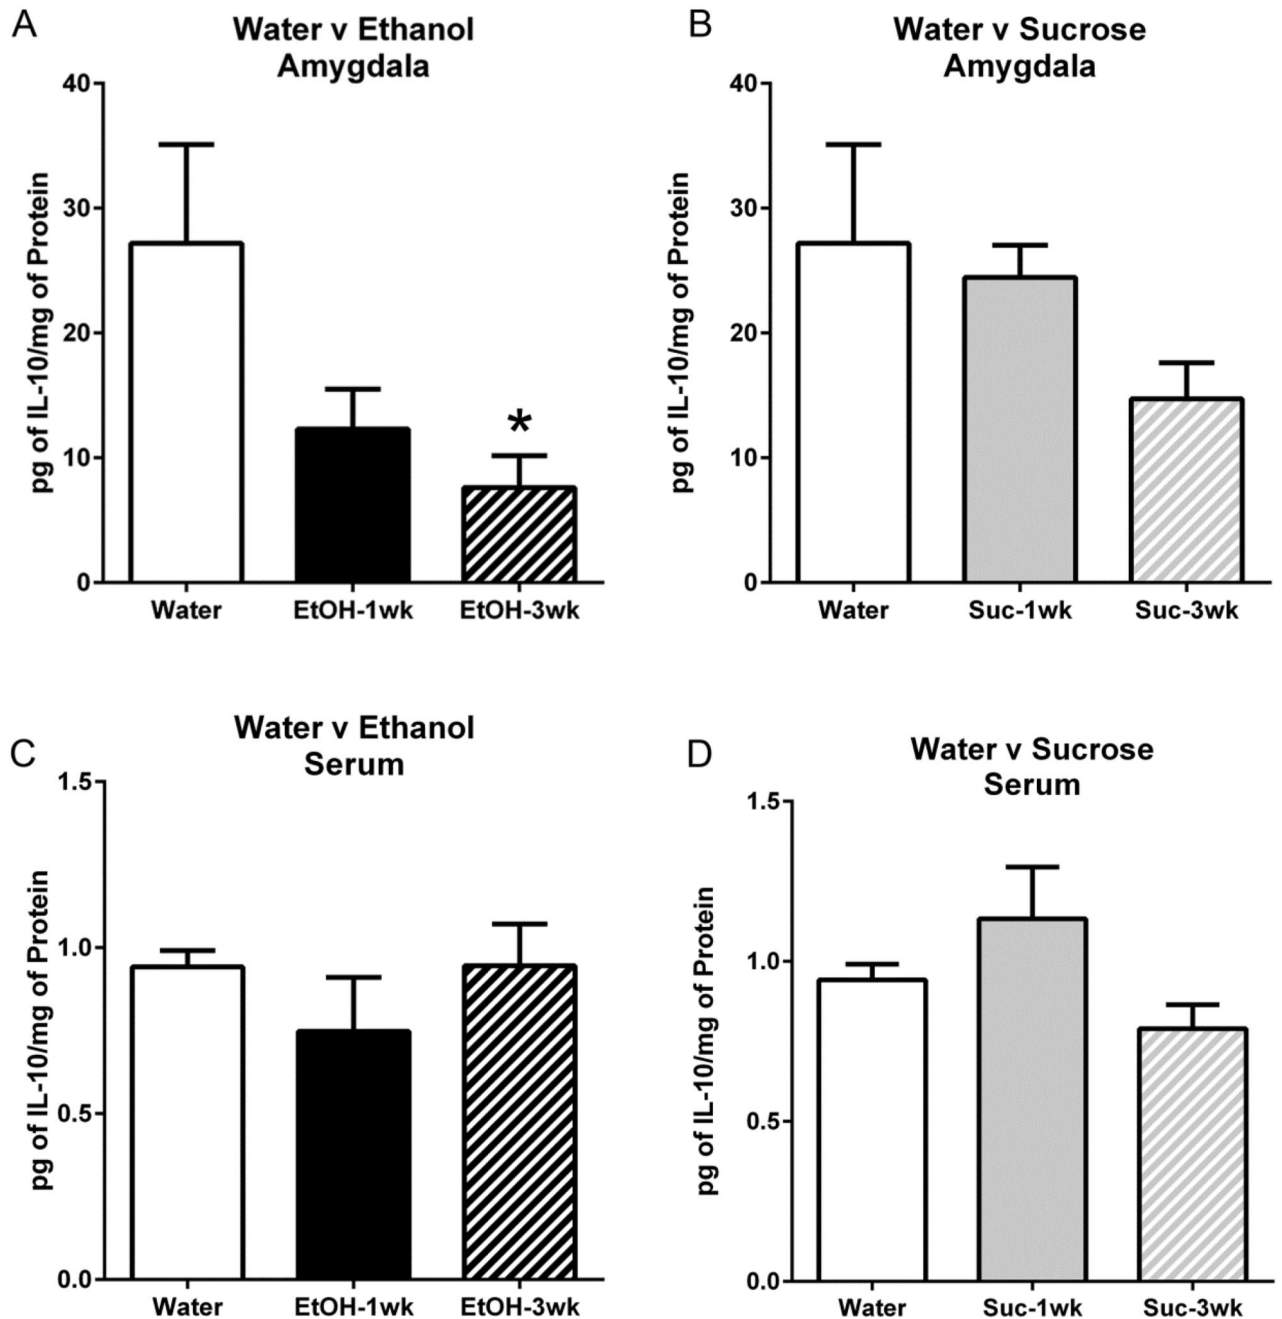 A
Water v Ethanol
Amygdala
pg of IL-10/mg of Protein
40
30
20
10
0
Water
EtOH-1wk
*
EtOH-3wk
B
Water v Sucrose
Amygdala
pg of IL-10/mg of Protein
40
30
20
10
0
Water
Suc-1wk
Suc-3wk
C
Water v Ethanol
Serum
pg of IL-10/mg of Protein
1.5
1.0
0.5
0.0
Water
EtOH-1wk
EtOH-3wk
D
Water v Sucrose
Serum
pg of IL-10/mg of Protein
1.5
1.0
0.5
0.0
Water
Suc-1wk
Suc-3wk